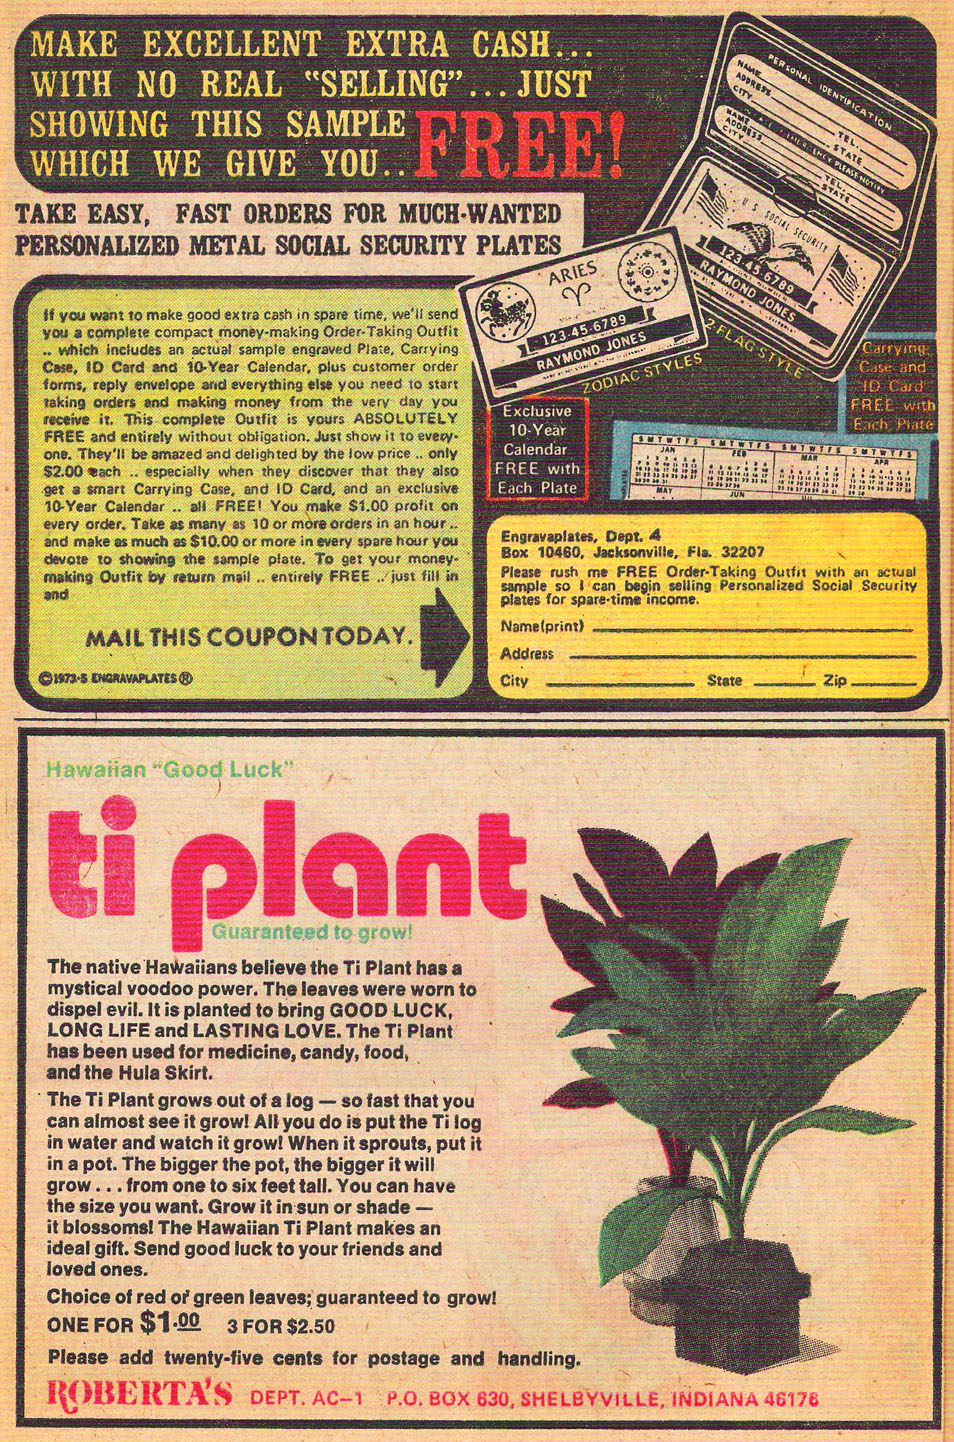 MAKE EXCELLENT EXTRA CASH...
WITH NO REAL “SELLING”...JUST
SHOWING THIS SAMPLE FREE!
WHICH WE GIVE YOU..
TAKE EASY, FAST ORDERS FOR MUCH-WANTED
PERSONALIZED METAL SOCIAL SECURITY PLATES
PERSONAL IDENTIFICATION
NAME
ADDRESS
CITY
TEL.
STATE
EMERGENCY PLEASE NOTIFY
NAME
ADDRESS
CITY
TEL.
STATE
U.S. SOCIAL SECURITY
123-45-6789
RAYMOND JONES
ARIES
123-45-6789
RAYMOND JONES
2-FLAG STYLE
ZODIAC STYLES
Carrying
Case and
ID Card
FREE with
Each Plate
Exclusive
10-Year
Calendar
FREE with
Each Plate
S M T W T F S S M T W T F S S M T W T F S S M T W T F S
JAN FEB MAR APR
MAY JUN
If you want to make good extra cash in spare time, we'll send
you a complete compact money-making Order-Taking Outfit
.. which includes an actual sample engraved Plate, Carrying
Case, ID Card and 10-Year Calendar, plus customer order
forms, reply envelope and everything else you need to start
taking orders and making money from the very day you
receive it. This complete Outfit is yours ABSOLUTELY
FREE and entirely without obligation. Just show it to every-
one. They'll be amazed and delighted by the low price .. only
$2.00 each .. especially when they discover that they also
get a smart Carrying Case, and ID Card, and an exclusive
10-Year Calendar .. all FREE! You make $1.00 profit on
every order. Take as many as 10 or more orders in an hour ..
and make as much as $10.00 or more in every spare hour you
devote to showing the sample plate. To get your money-
making Outfit by return mail .. entirely FREE .. just fill in
and
MAIL THIS COUPON TODAY.
©1973-S ENGRAVAPLATES®
Engravaplates, Dept. 4
Box 10460, Jacksonville, Fla. 32207
Please rush me FREE Order-Taking Outfit with an actual
sample so I can begin selling Personalized Social Security
plates for spare-time income.
Name(print)
Address
City State Zip
Hawaiian “Good Luck”
ti plant
Guaranteed to grow!
The native Hawaiians believe the Ti Plant has a
mystical voodoo power. The leaves were worn to
dispel evil. It is planted to bring GOOD LUCK,
LONG LIFE and LASTING LOVE. The Ti Plant
has been used for medicine, candy, food,
and the Hula Skirt.
The Ti Plant grows out of a log — so fast that you
can almost see it grow! All you do is put the Ti log
in water and watch it grow! When it sprouts, put it
in a pot. The bigger the pot, the bigger it will
grow . . . from one to six feet tall. You can have
the size you want. Grow it in sun or shade —
it blossoms! The Hawaiian Ti Plant makes an
ideal gift. Send good luck to your friends and
loved ones.
Choice of red or green leaves; guaranteed to grow!
ONE FOR $1.00 3 FOR $2.50
Please add twenty-five cents for postage and handling.
ROBERTA'S DEPT. AC-1 P.O. BOX 630, SHELBYVILLE, INDIANA 46176